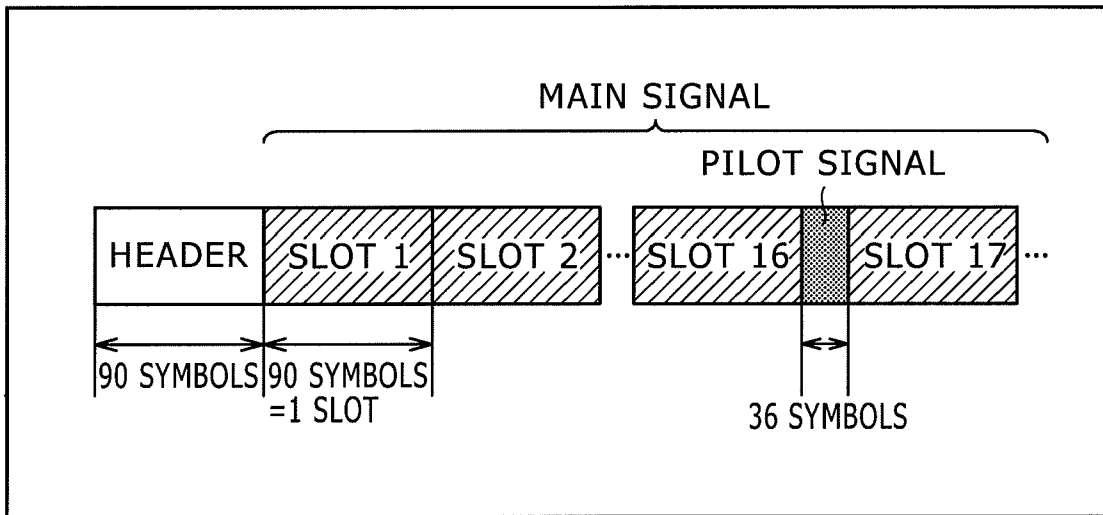 MAIN SIGNAL
PILOT SIGNAL
HEADER
SLOT 1
SLOT 2
...
SLOT 16
SLOT 17
...
90 SYMBOLS
90 SYMBOLS
=1 SLOT
36 SYMBOLS